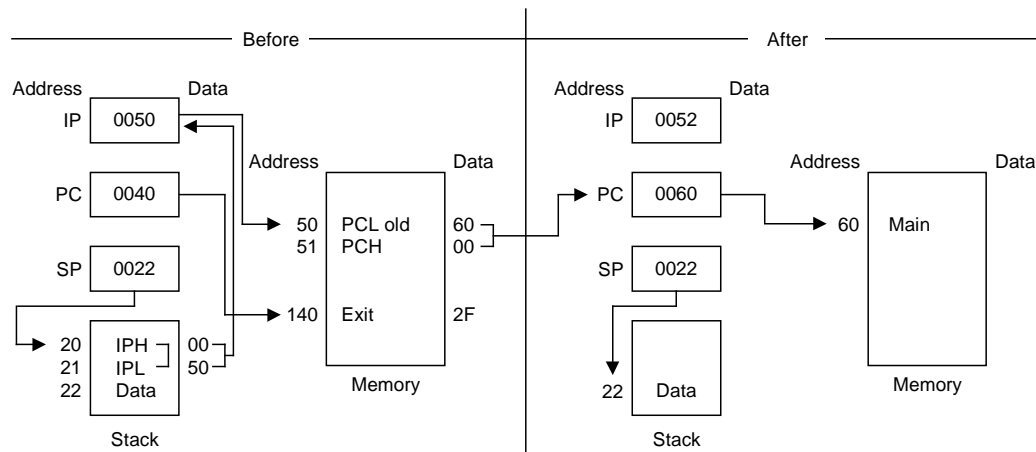 Before
Address Data
IP 0050
PC 0040
SP 0022
20 IPH 00
21 IPL 50
22 Data
Stack
Address Data
50 PCL old 60
51 PCH 00
140 Exit 2F
Memory
After
Address Data
IP 0052
PC 0060
SP 0022
22 Data
Stack
Address Data
60 Main
Memory